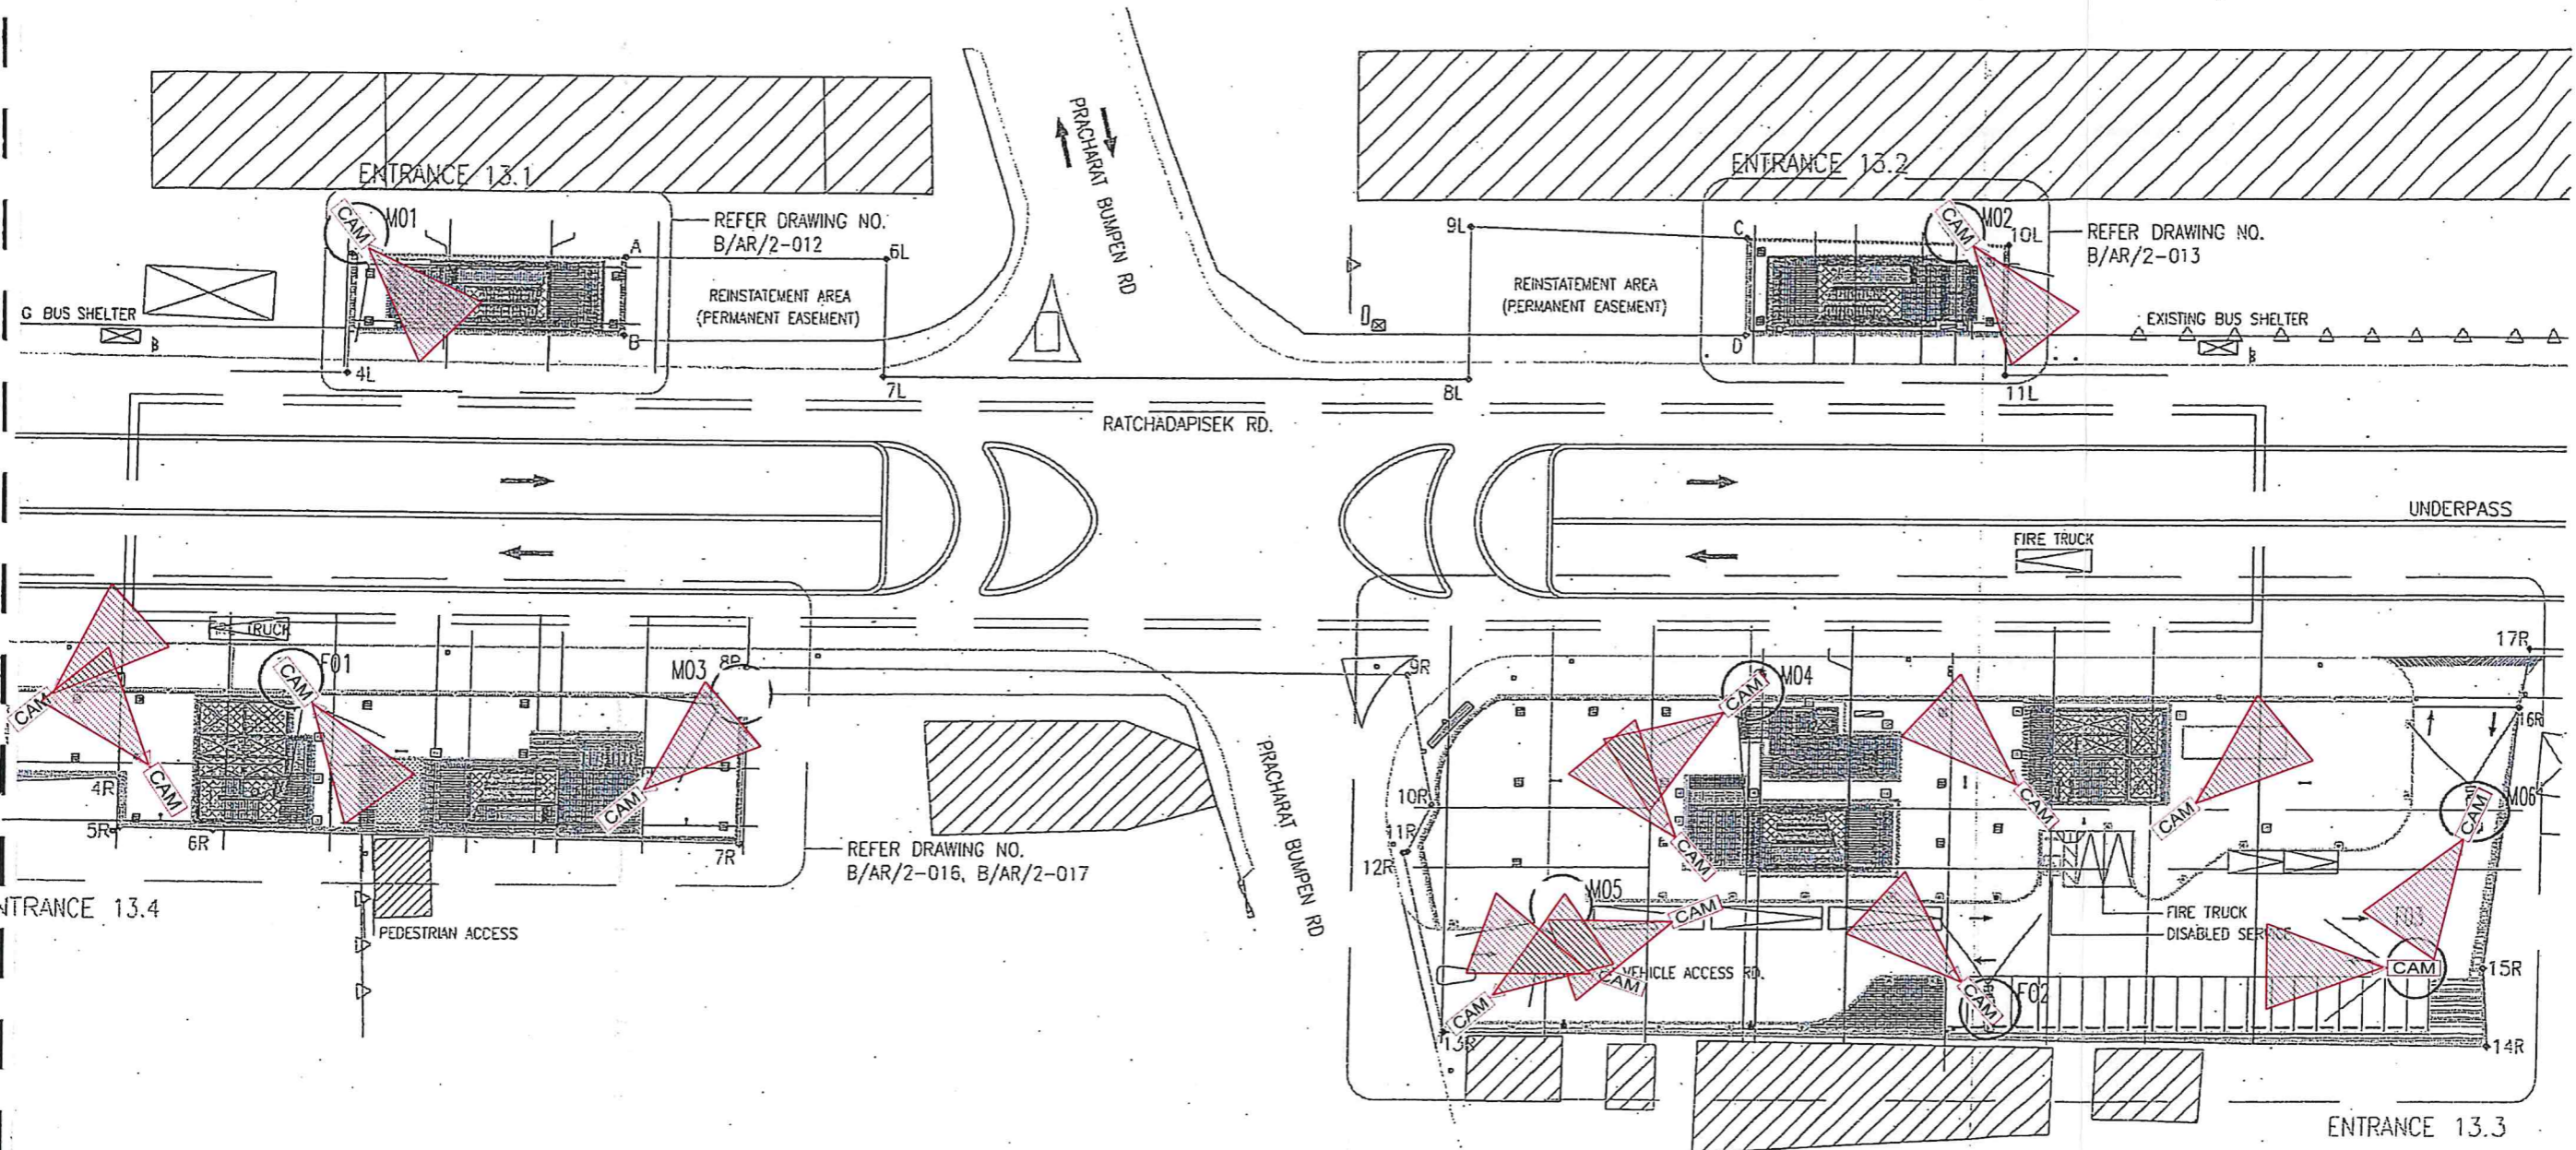 ENTRANCE 13.1
CAM
M01
REFER DRAWING NO.
B/AR/2-012
A
6L
REINSTATEMENT AREA
(PERMANENT EASEMENT)
G BUS SHELTER
B
4L
7L
PRACHARAT BUMPEN RD
ENTRANCE 13.2
CAM
M02
10L
REFER DRAWING NO.
B/AR/2-013
9L
C
REINSTATEMENT AREA
(PERMANENT EASEMENT)
D
EXISTING BUS SHELTER
8L
11L
RATCHADAPISEK RD.
UNDERPASS
FIRE TRUCK
TRUCK
CAM
F01
M03
8R
CAM
CAM
CAM
4R
5R
6R
7R
REFER DRAWING NO.
B/AR/2-016, B/AR/2-017
NTRANCE 13.4
PEDESTRIAN ACCESS
PRACHARAT BUMPEN RD
9R
17R
CAM
M04
16R
10R
11R
12R
CAM
CAM
CAM
CAM
M06
M05
CAM
FIRE TRUCK
DISABLED SERVICE
F03
VEHICLE ACCESS RD.
CAM
CAM
CAM
15R
CAM
F02
13R
14R
ENTRANCE 13.3